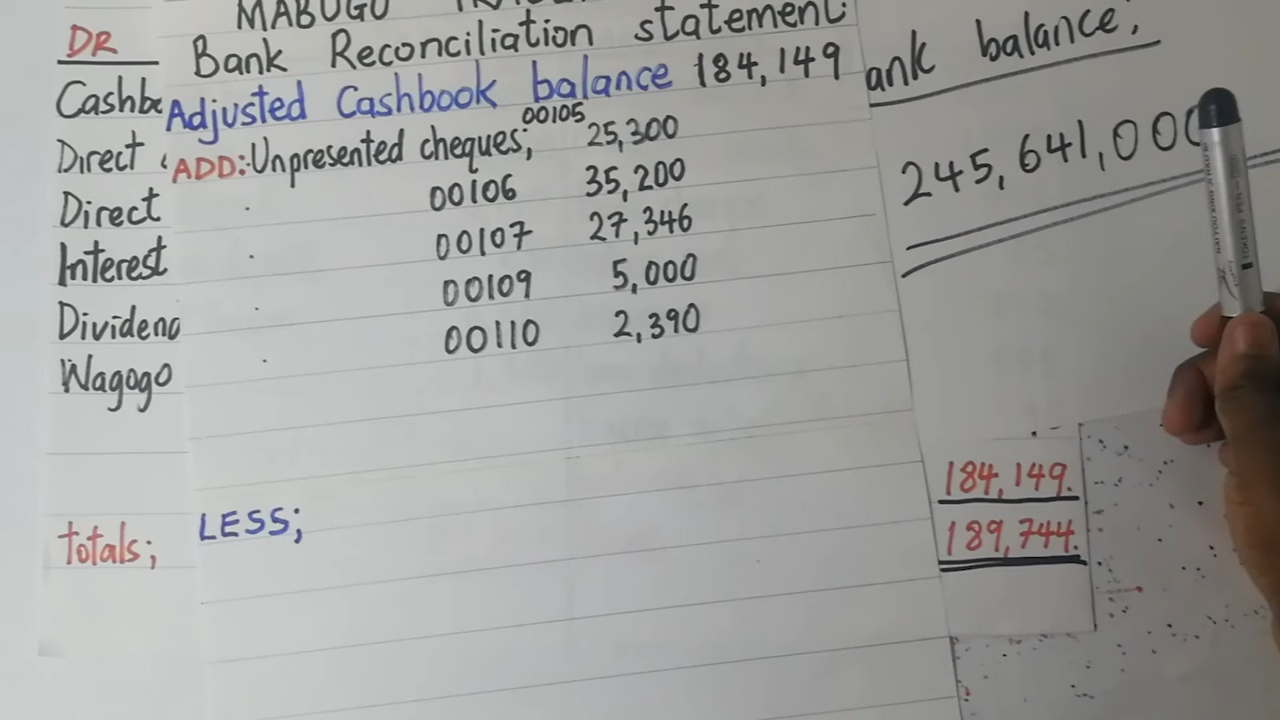 MABUGO
DR
Bank Reconciliation statement:
Cashb Adjusted Cashbook balance 184,149
ank balance:
Direct ADD: Unpresented cheques; 00105 25,300
245,641,000
Direct 00106 35,200
Interest 00107 27,346
00109 5,000
Dividend 00110 2,390
Wagogo
184,149.
LESS;
totals; 189,744.